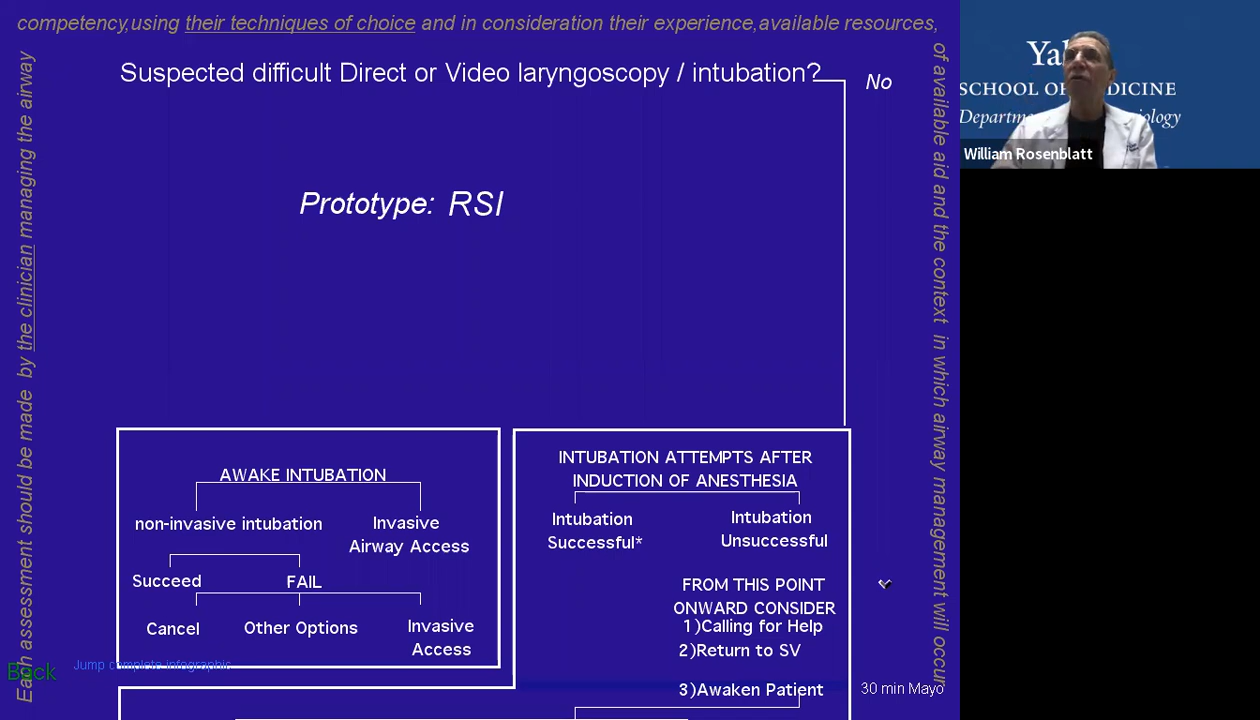 competency,using their techniques of choice and in consideration their experience,available resources,
of available aid and the context in which airway management will occur
Each assessment should be made by the clinician managing the airway
Suspected difficult Direct or Video laryngoscopy / intubation?
No
Prototype: RSI
AWAKE INTUBATION
non-invasive intubation
Invasive
Airway Access
Succeed
FAIL
Cancel
Other Options
Invasive
Access
INTUBATION ATTEMPTS AFTER
INDUCTION OF ANESTHESIA
Intubation
Successful*
Intubation
Unsuccessful
FROM THIS POINT
ONWARD CONSIDER
1)Calling for Help
2)Return to SV
3)Awaken Patient
30 min Mayo
Back
Jump complete infographic
SCHOOL OF MEDICINE
William Rosenblatt